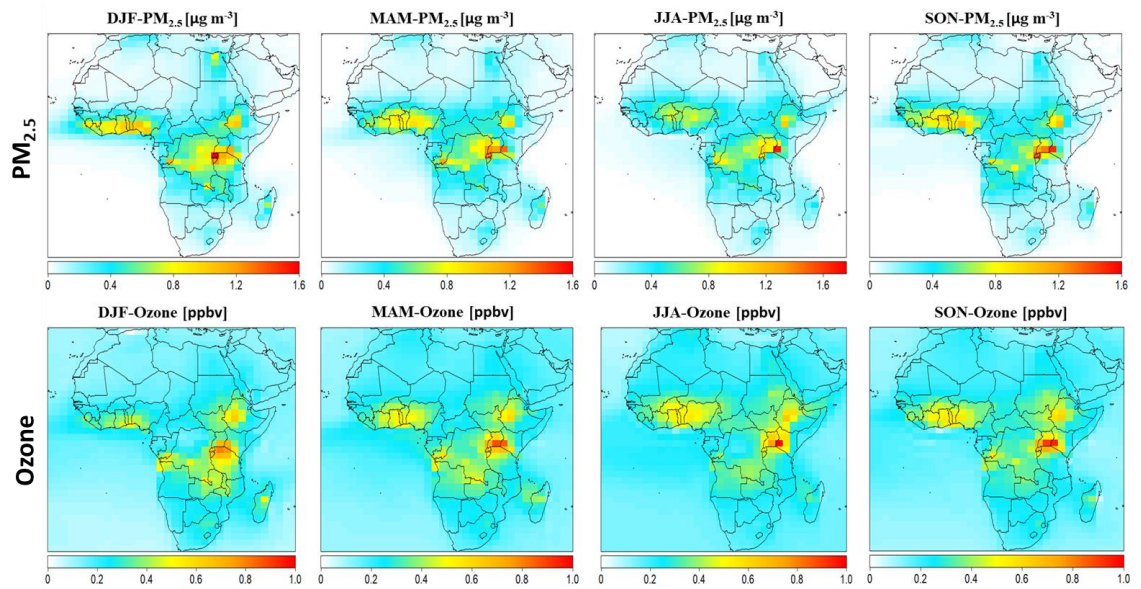 DJF-PM2.5 [µg m-3] MAM-PM2.5 [µg m-3] JJA-PM2.5 [µg m-3] SON-PM2.5 [µg m-3]
PM2.5
0 0.4 0.8 1.2 1.6 0 0.4 0.8 1.2 1.6 0 0.4 0.8 1.2 1.6 0 0.4 0.8 1.2 1.6
DJF-Ozone [ppbv] MAM-Ozone [ppbv] JJA-Ozone [ppbv] SON-Ozone [ppbv]
Ozone
0 0.2 0.4 0.6 0.8 1.0 0 0.2 0.4 0.6 0.8 1.0 0 0.2 0.4 0.6 0.8 1.0 0 0.2 0.4 0.6 0.8 1.0